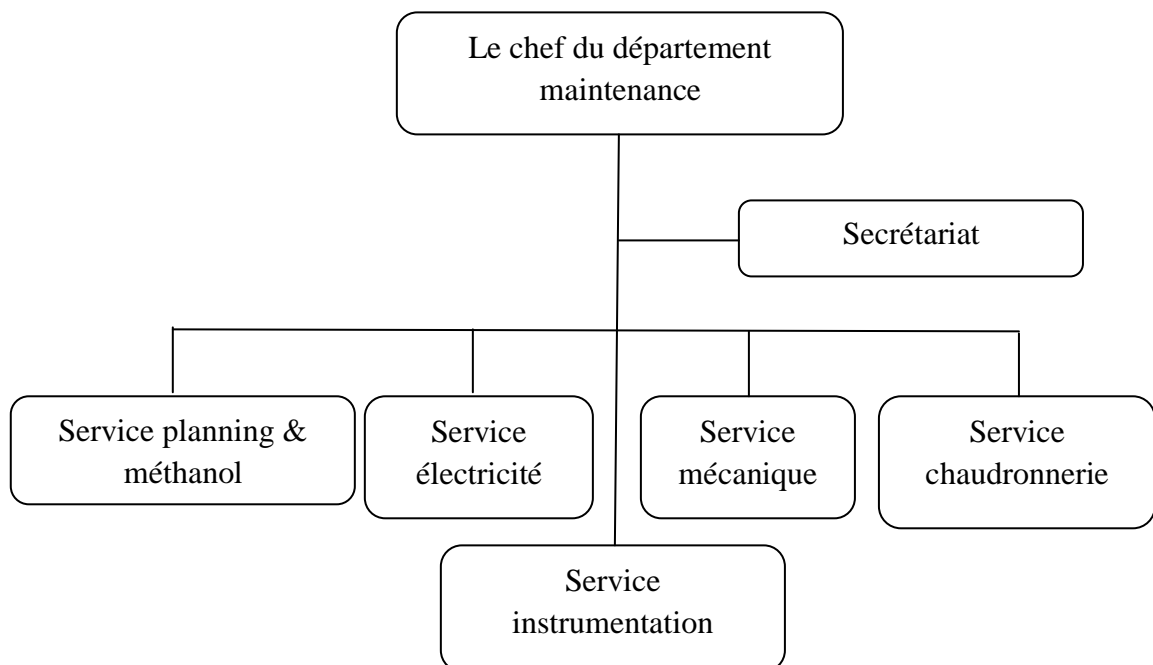 Le chef du département
maintenance
Secrétariat
Service planning &
méthanol
Service
électricité
Service
mécanique
Service
chaudronnerie
Service
instrumentation